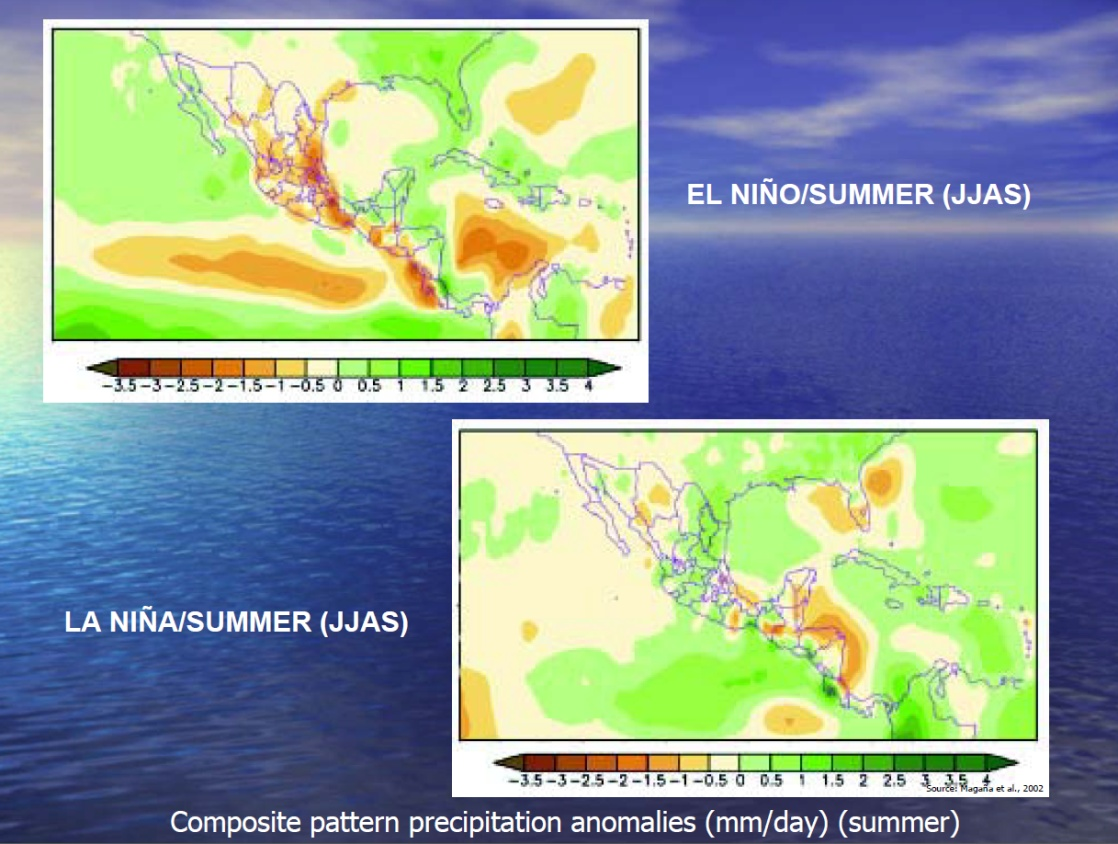 EL NIÑO/SUMMER (JJAS)
-3.5 -3 -2.5 -2 -1.5 -1 -0.5 0 0.5 1 1.5 2 2.5 3 3.5 4
LA NIÑA/SUMMER (JJAS)
-3.5 -3 -2.5 -2 -1.5 -1 -0.5 0 0.5 1 1.5 2 2.5 3 3.5 4
Source: Magaña et al., 2002
Composite pattern precipitation anomalies (mm/day) (summer)